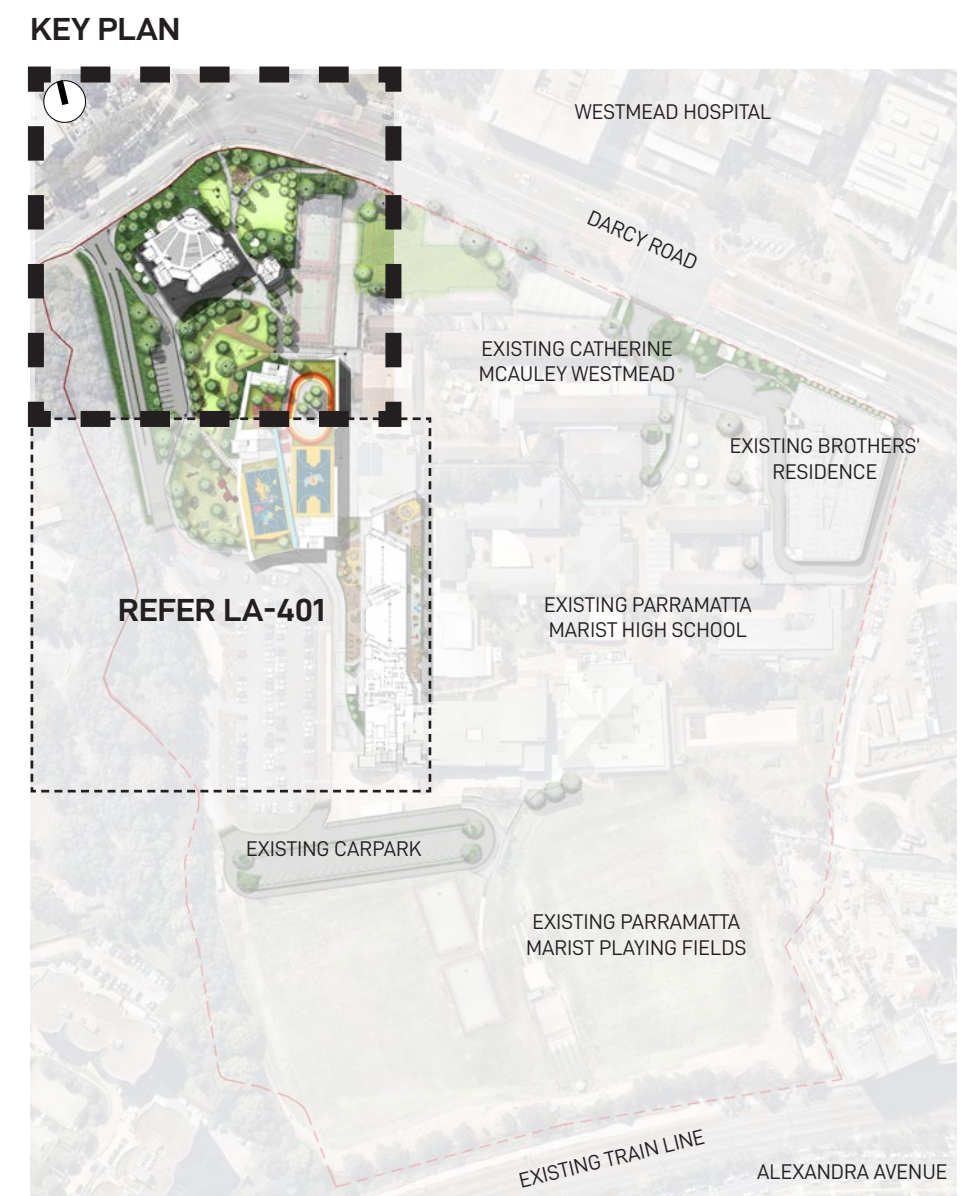 KEY PLAN
WESTMEAD HOSPITAL
DARCY ROAD
EXISTING CATHERINE
MCAULEY WESTMEAD
EXISTING BROTHERS'
RESIDENCE
REFER LA-401
EXISTING PARRAMATTA
MARIST HIGH SCHOOL
EXISTING CARPARK
EXISTING PARRAMATTA
MARIST PLAYING FIELDS
EXISTING TRAIN LINE
ALEXANDRA AVENUE